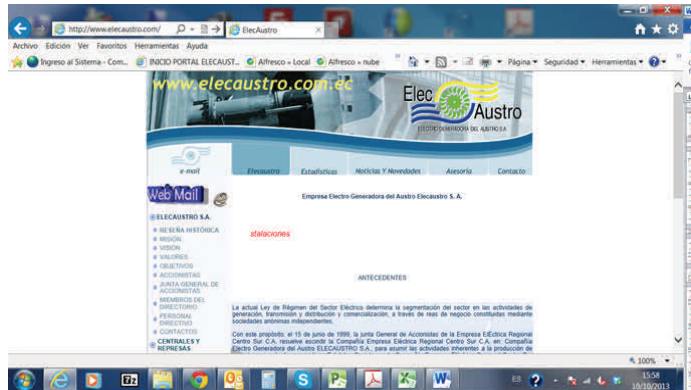 http://www.elecaustro.com/
ElecAustro
Archivo Edición Ver Favoritos Herramientas Ayuda
Ingreso al Sistema - Com... INICIO PORTAL ELECAUST... Alfresco » Local Alfresco » nube Página Seguridad Herramientas
www.elecaustro.com.ec
Elec Austro
ELECTRO GENERADORA DEL AUSTRO S.A.
e-mail Elecaustro Estadísticas Noticias Y Novedades Asesoría Contacto
Web Mail
Empresa Electro Generadora del Austro Elecaustro S. A.
ELECAUSTRO S.A.
RESEÑA HISTÓRICA
MISIÓN
VISIÓN
VALORES
OBJETIVOS
ACCIONISTAS
JUNTA GENERAL DE
ACCIONISTAS
MIEMBROS DEL
DIRECTORIO
PERSONAL
DIRECTIVO
CONTACTOS
CENTRALES Y
REPRESAS
stalaciones
ANTECEDENTES
La actual Ley de Régimen del Sector Eléctrico determina la segmentación del sector en las actividades de
generación, transmisión y distribución y comercialización, a través de reas de negocio constituidas mediante
sociedades anónimas independientes.
Con este propósito, el 15 de junio de 1999, la junta General de Accionistas de la Empresa EÉctrica Regional
Centro Sur C.A. resuelve escindir la Compañía Empresa Eléctrica Regional Centro Sur C.A. en: Compañía
Electro Generadora del Austro ELECAUSTRO S.A., para asumir las actividades inherentes a la producción de
100%
ES
15:58
10/10/2013